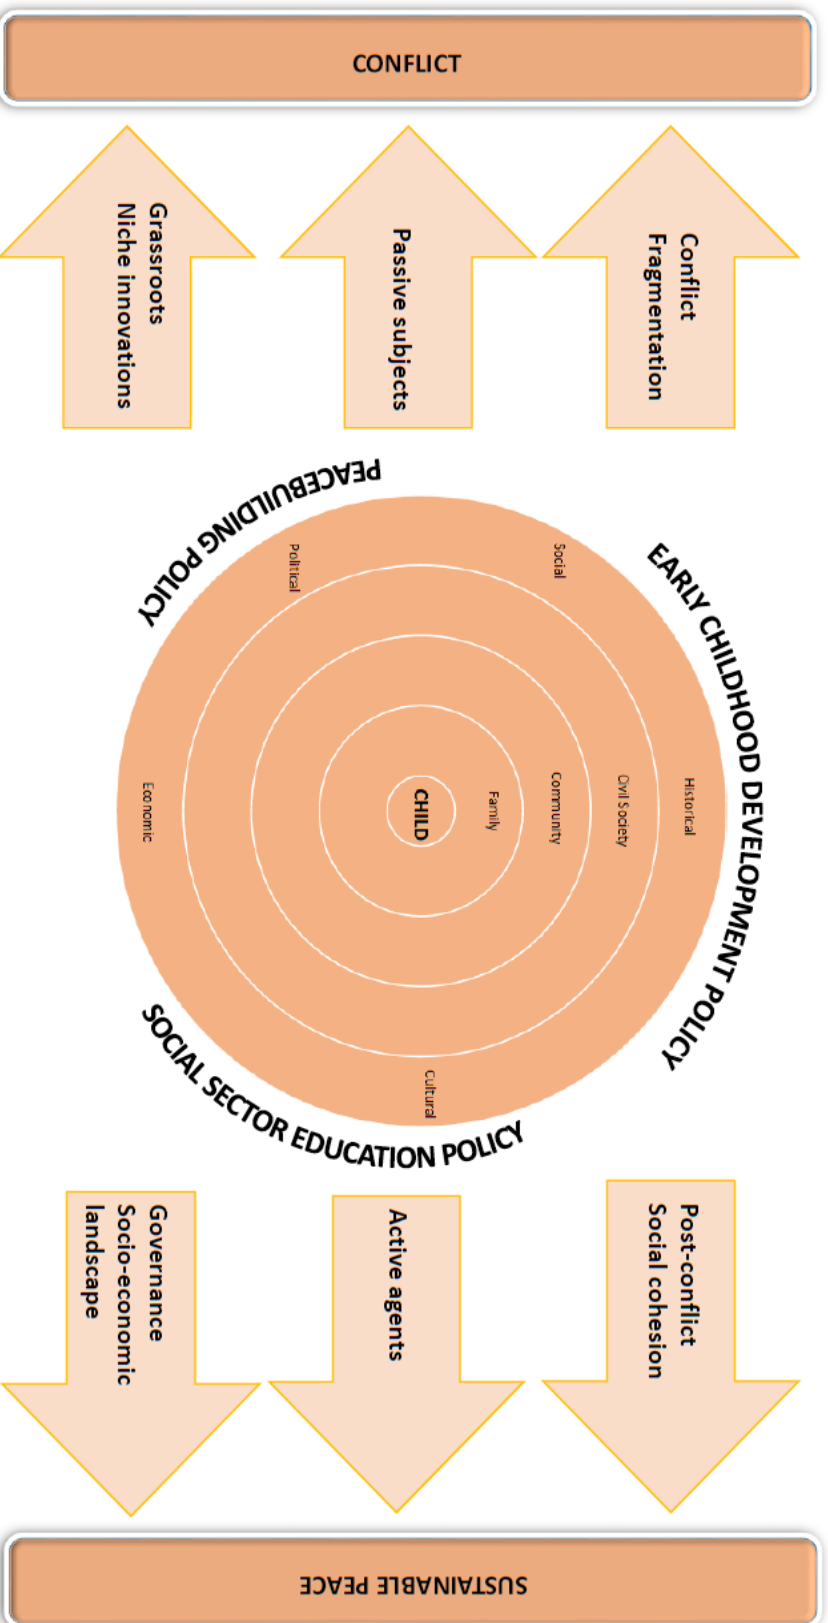 CONFLICT
Conflict
Fragmentation
Passive subjects
Grassroots
Niche innovations
EARLY CHILDHOOD DEVELOPMENT POLICY
PEACEBUILDING POLICY
SOCIAL SECTOR EDUCATION POLICY
Historical
Social
Political
Economic
Cultural
Civil Society
Community
Family
CHILD
Post-conflict
Social cohesion
Active agents
Governance
Socio-economic
landscape
SUSTAINABLE PEACE